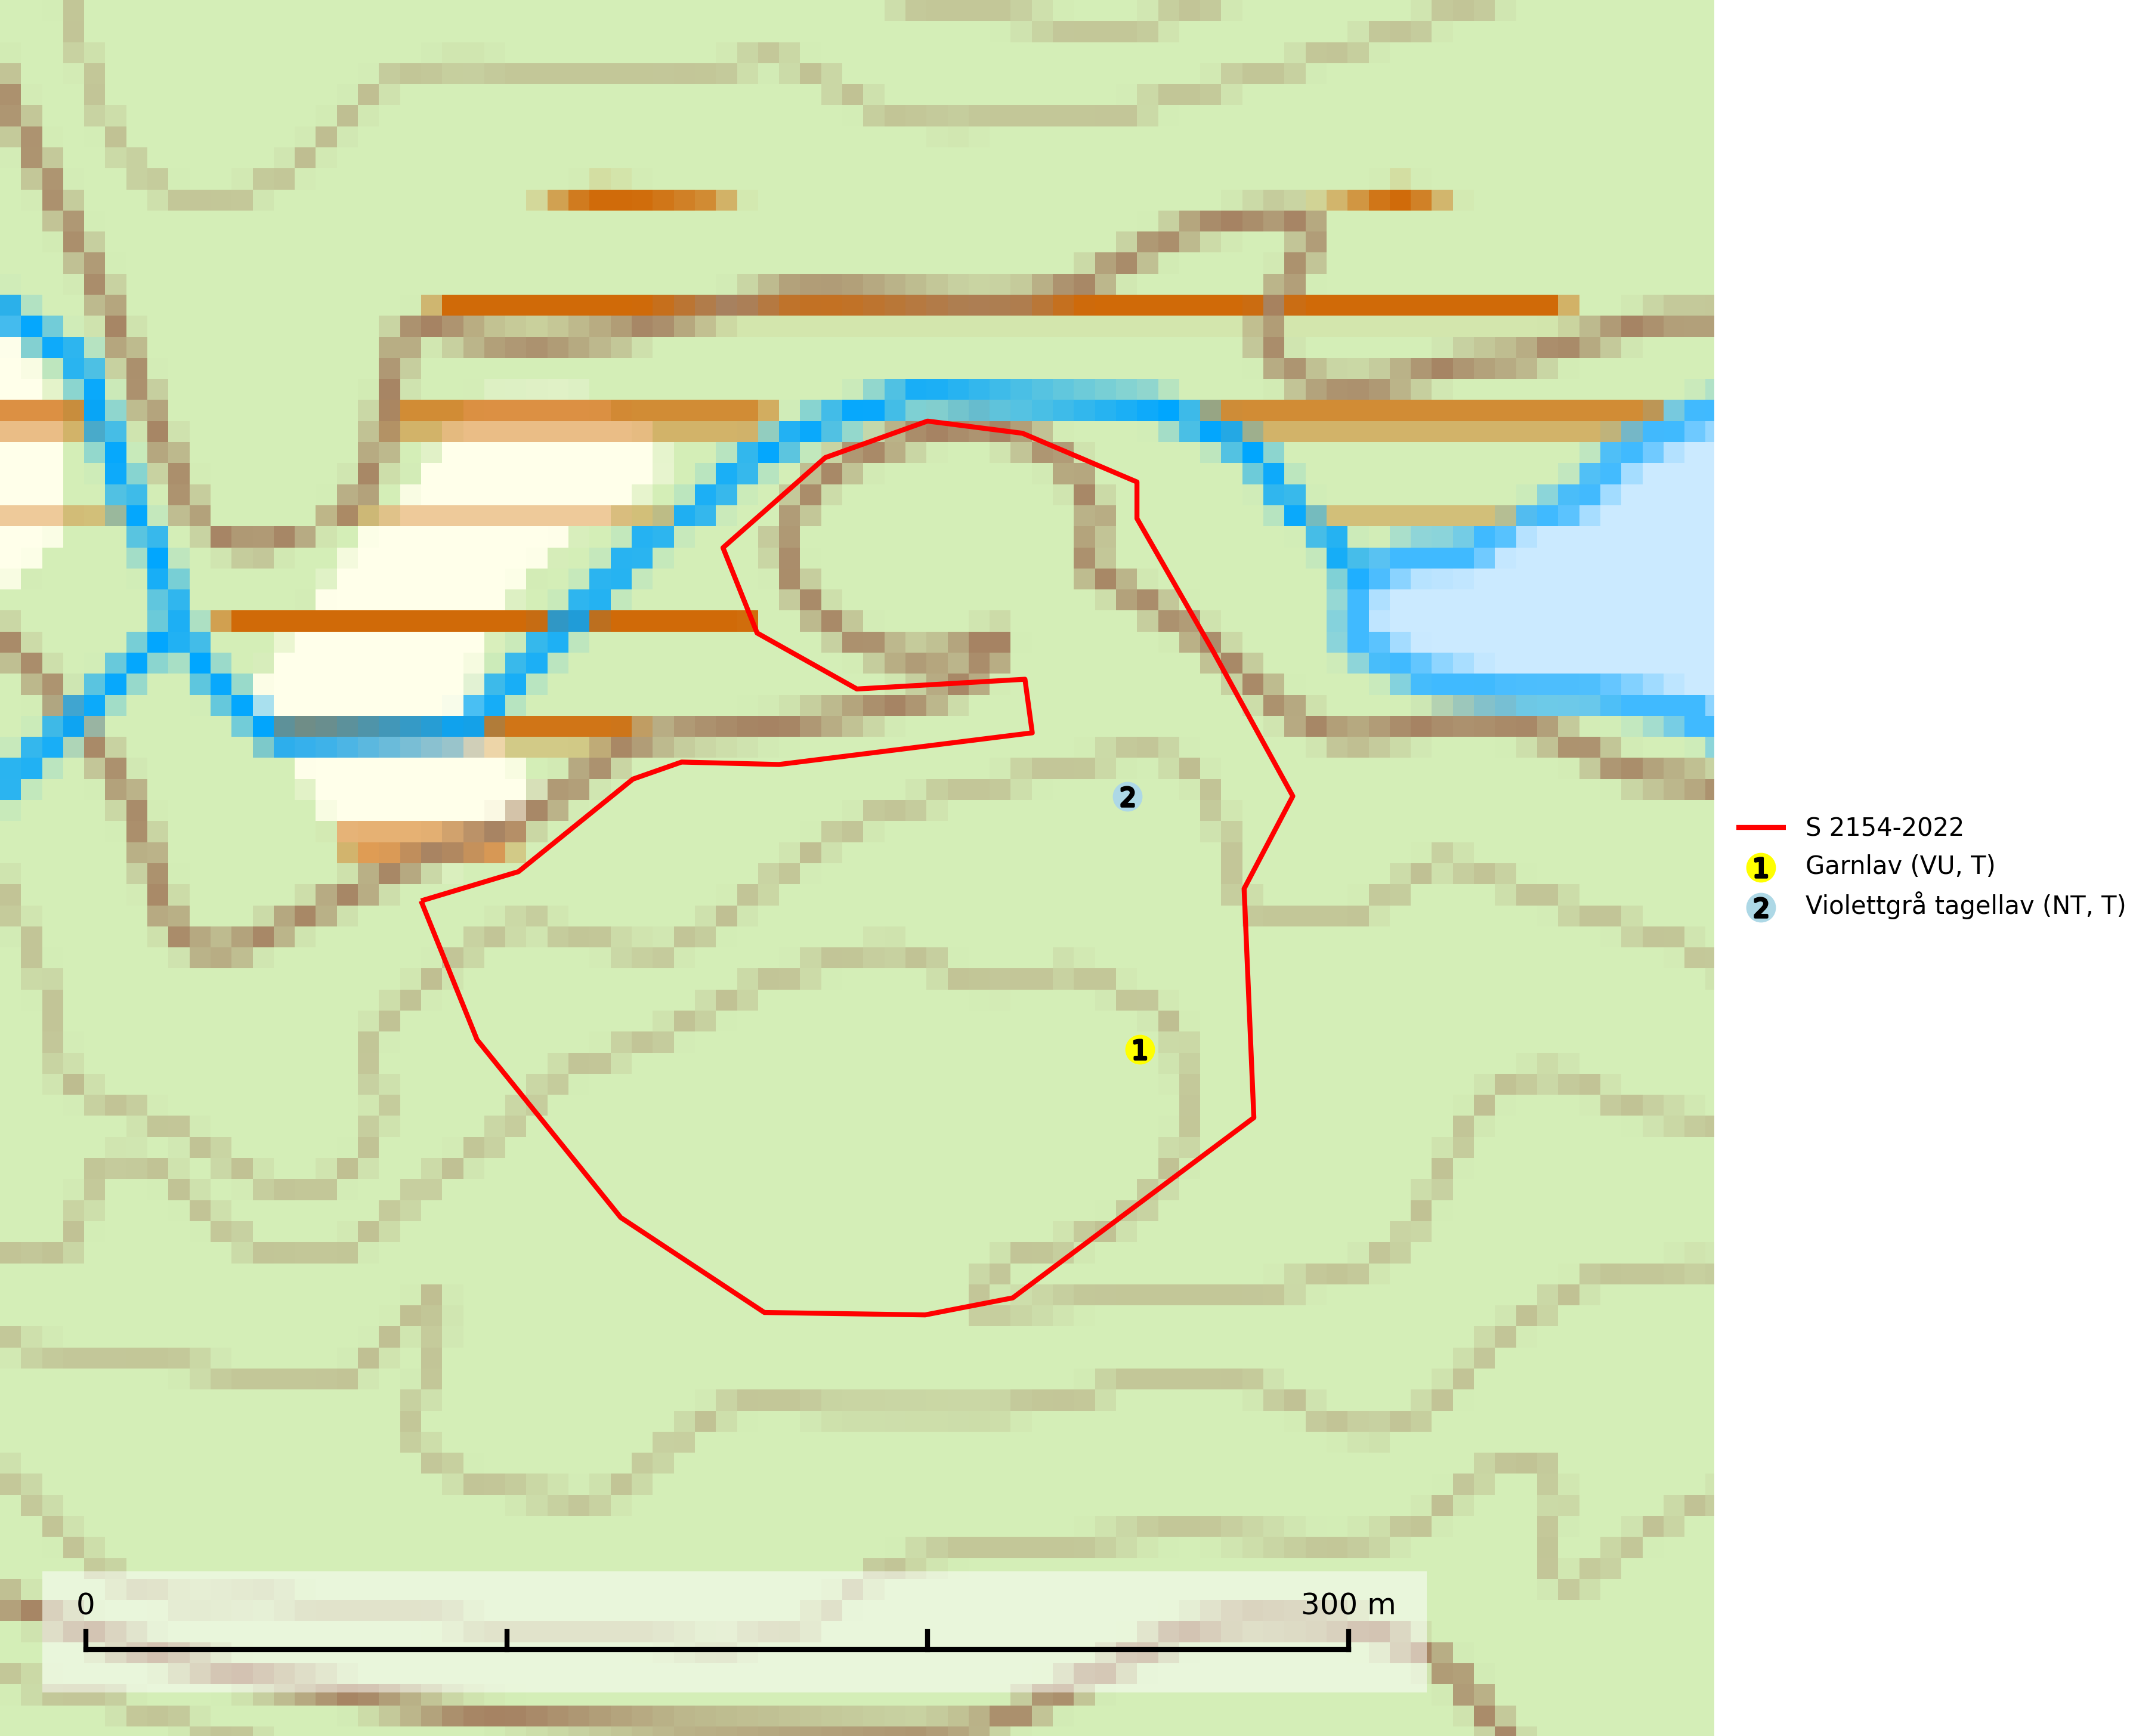 2
1
S 2154-2022
1 Garnlav (VU, T)
2 Violettgrå tagellav (NT, T)
0 300 m